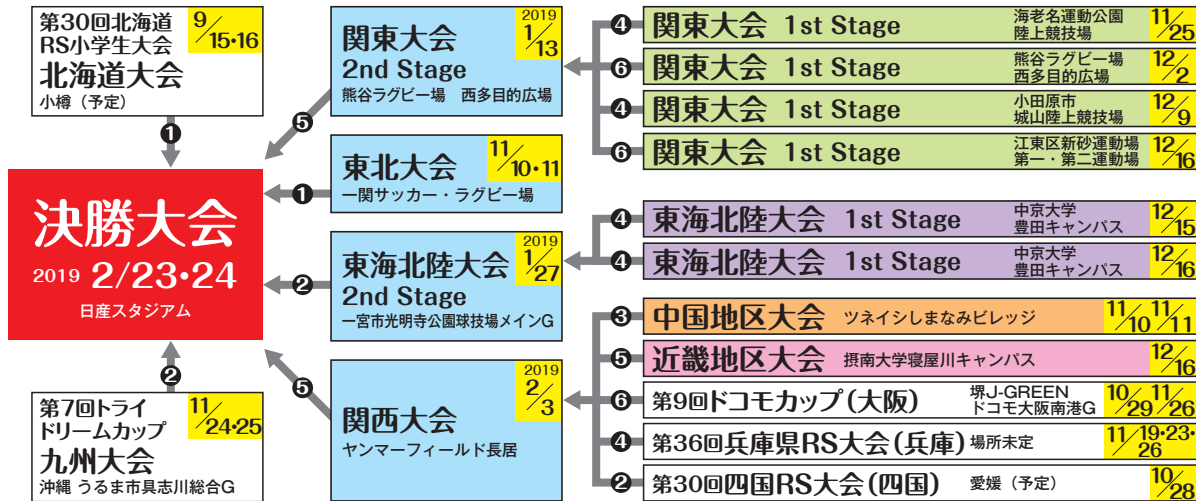 第30回北海道
RS小学生大会
北海道大会
小樽（予定）
9/15・16
❶
決勝大会
2019 2/23・24
日産スタジアム
❷
第7回トライ
ドリームカップ
九州大会
沖縄 うるま市具志川総合G
11/24・25
関東大会
2nd Stage
熊谷ラグビー場　西多目的広場
2019
1/13
❺
東北大会
一関サッカー・ラグビー場
11/10・11
❶
東海北陸大会
2nd Stage
一宮市光明寺公園球技場メインG
2019
1/27
❷
関西大会
ヤンマーフィールド長居
2019
2/3
❺
❹ 関東大会 1st Stage
海老名運動公園
陸上競技場
11/25
❻ 関東大会 1st Stage
熊谷ラグビー場
西多目的広場
12/2
❹ 関東大会 1st Stage
小田原市
城山陸上競技場
12/9
❻ 関東大会 1st Stage
江東区新砂運動場
第一・第二運動場
12/16
❹ 東海北陸大会 1st Stage
中京大学
豊田キャンパス
12/15
❹ 東海北陸大会 1st Stage
中京大学
豊田キャンパス
12/16
❸ 中国地区大会 ツネイシしまなみビレッジ 11/10 11/11
❺ 近畿地区大会 摂南大学寝屋川キャンパス 12/16
❻ 第9回ドコモカップ（大阪）
堺J-GREEN
ドコモ大阪南港G
10/29 11/26
❹ 第36回兵庫県RS大会（兵庫） 場所未定 11/19・23・26
❷ 第30回四国RS大会（四国） 愛媛（予定） 10/28